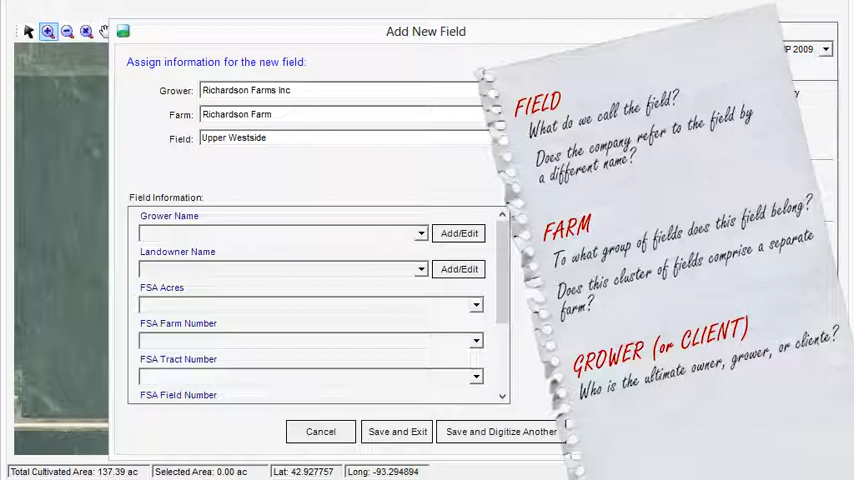 Add New Field
Assign information for the new field:
Grower: Richardson Farms Inc
Farm: Richardson Farm
Field: Upper Westside
Field Information:
Grower Name
Add/Edit
Landowner Name
Add/Edit
FSA Acres
FSA Farm Number
FSA Tract Number
FSA Field Number
Cancel
Save and Exit
Save and Digitize Another
Total Cultivated Area: 137.39 ac
Selected Area: 0.00 ac
Lat: 42.927757
Long: -93.294894
2009
FIELD
What do we call the field?
Does the company refer to the field by
a different name?
FARM
To what group of fields does this field belong?
Does this cluster of fields comprise a separate
farm?
GROWER (or CLIENT)
Who is the ultimate owner, grower, or cliente?